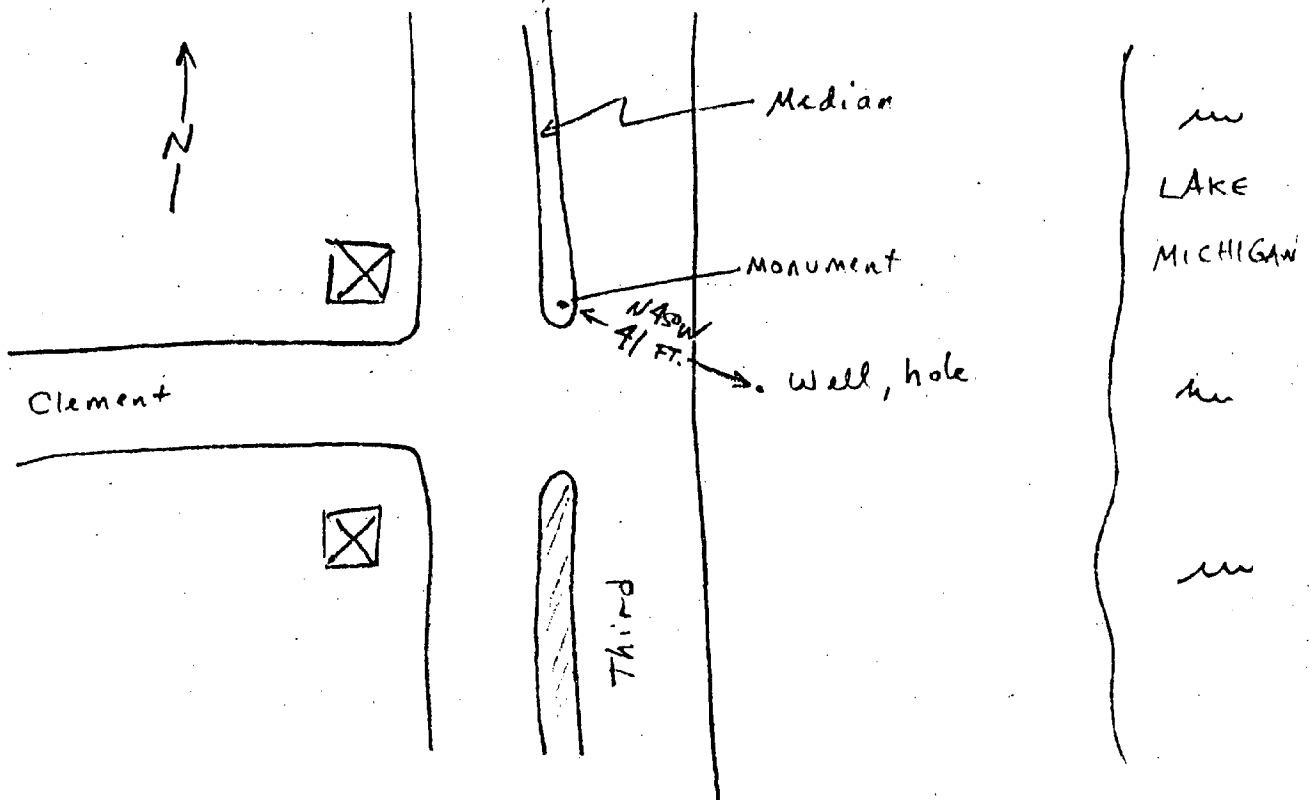 N
Median
LAKE
MICHIGAN
Monument
N45°W
41 FT.
Well, hole
Clement
Third